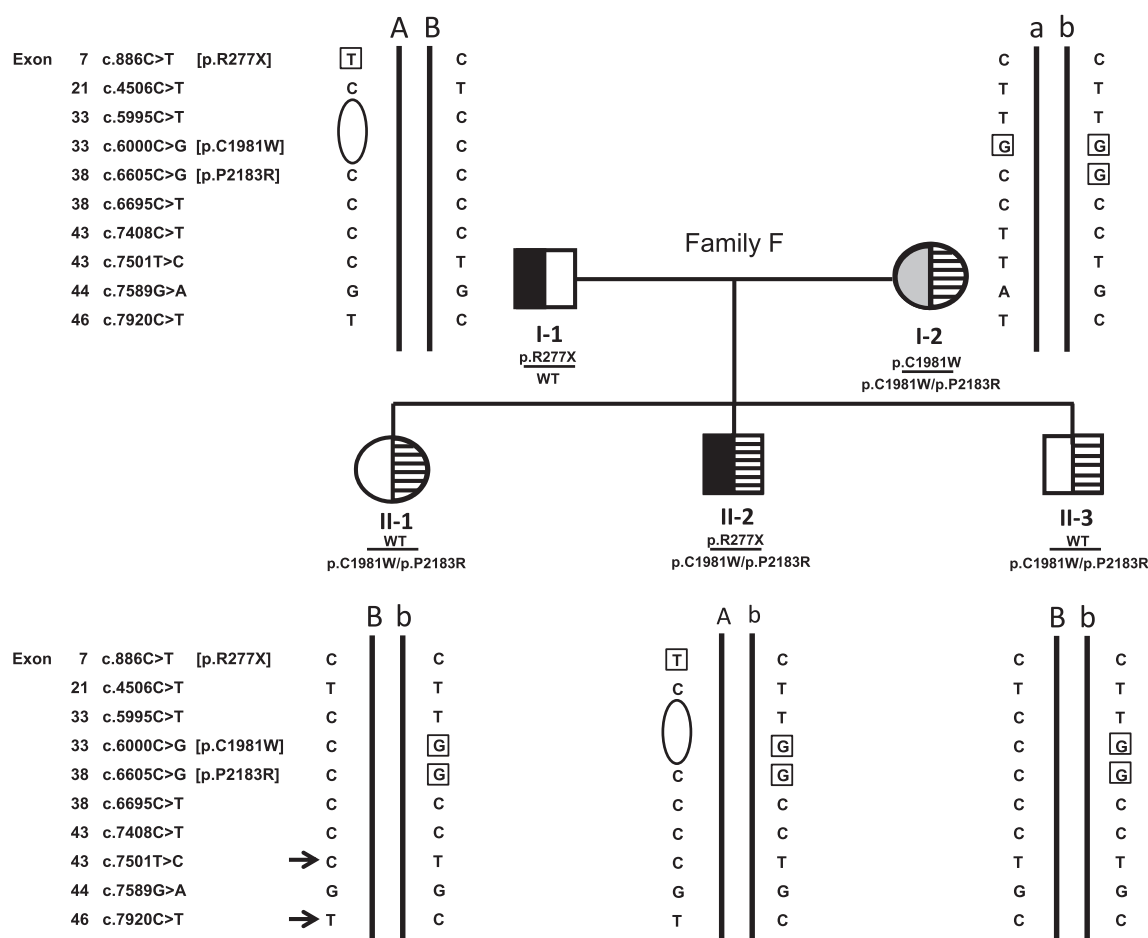 A B a b
Exon 7 c.886C>T [p.R277X] T C C C
21 c.4506C>T C T T T
33 c.5995C>T C T T
33 c.6000C>G [p.C1981W] C G G
38 c.6605C>G [p.P2183R] C C C G
38 c.6695C>T C C C C
43 c.7408C>T C C T C
Family F
43 c.7501T>C C T T T
44 c.7589G>A G G A G
46 c.7920C>T T C T C
I-1 I-2
p.R277X p.C1981W
WT p.C1981W/p.P2183R
II-1 II-2 II-3
WT p.R277X WT
p.C1981W/p.P2183R p.C1981W/p.P2183R p.C1981W/p.P2183R
B b A b B b
Exon 7 c.886C>T [p.R277X] C C T C C C
21 c.4506C>T T T C T T T
33 c.5995C>T C T T C T
33 c.6000C>G [p.C1981W] C G G C G
38 c.6605C>G [p.P2183R] C G C G C G
38 c.6695C>T C C C C C C
43 c.7408C>T C C C C C C
43 c.7501T>C C T C T T T
44 c.7589G>A G G G G G G
46 c.7920C>T T C T C C C